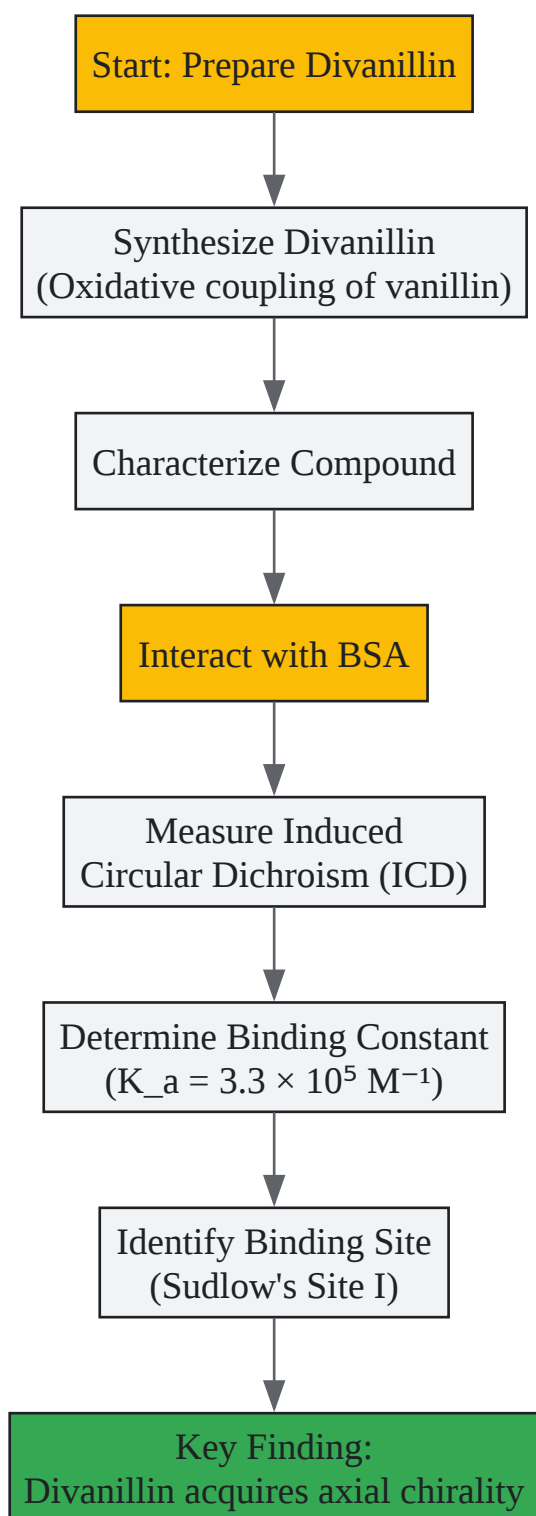 Start: Prepare Divanillin
Synthesize Divanillin
(Oxidative coupling of vanillin)
Characterize Compound
Interact with BSA
Measure Induced
Circular Dichroism (ICD)
Determine Binding Constant
(K_a = 3.3 × 10⁵ M⁻¹)
Identify Binding Site
(Sudlow's Site I)
Key Finding:
Divanillin acquires axial chirality